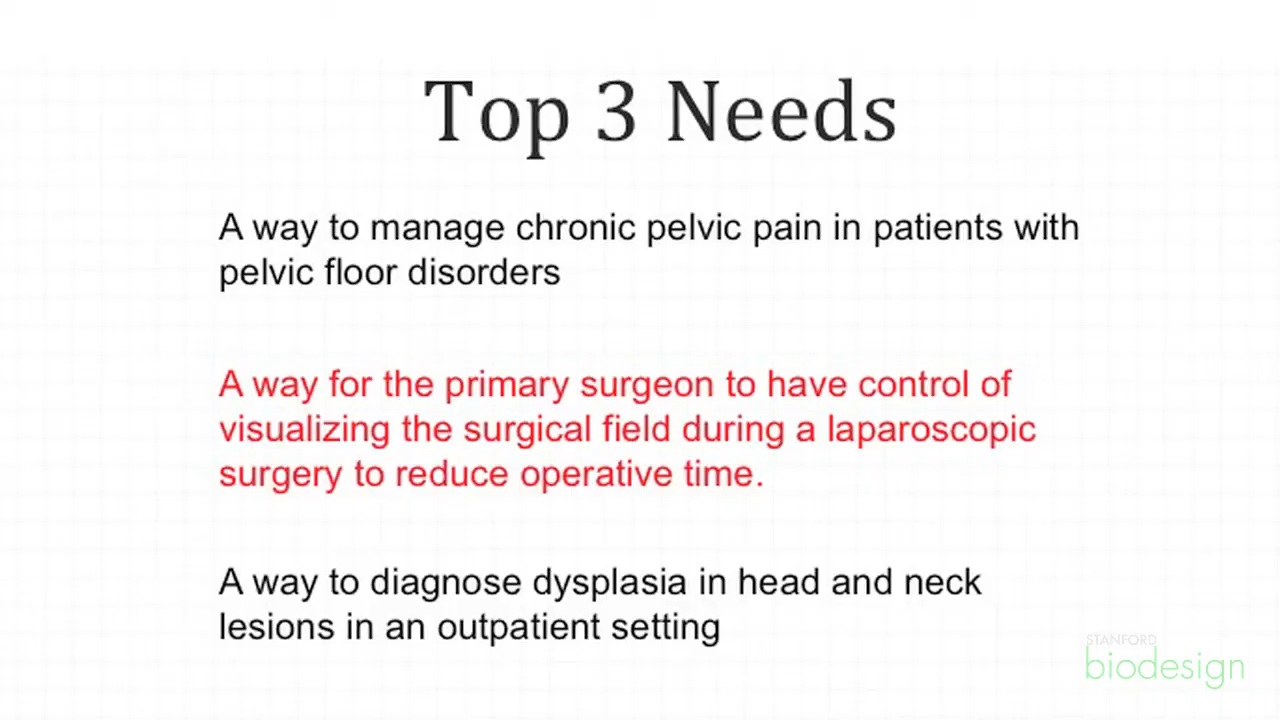 Top 3 Needs
A way to manage chronic pelvic pain in patients with
pelvic floor disorders
A way for the primary surgeon to have control of
visualizing the surgical field during a laparoscopic
surgery to reduce operative time.
A way to diagnose dysplasia in head and neck
lesions in an outpatient setting
STANFORD
biodesign